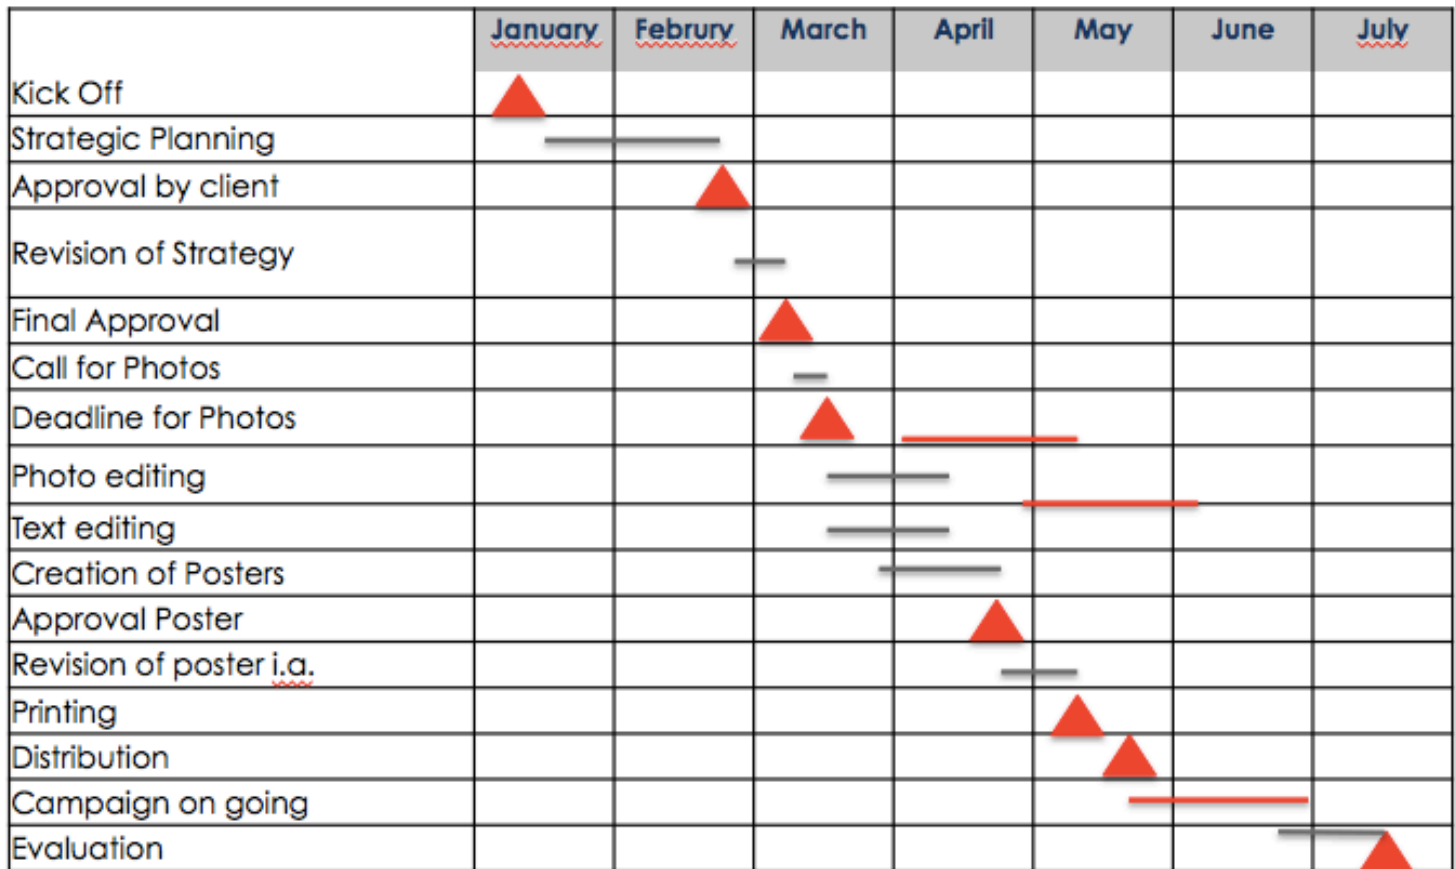 January Februry March April May June July
Kick Off
Strategic Planning
Approval by client
Revision of Strategy
Final Approval
Call for Photos
Deadline for Photos
Photo editing
Text editing
Creation of Posters
Approval Poster
Revision of poster i.a.
Printing
Distribution
Campaign on going
Evaluation